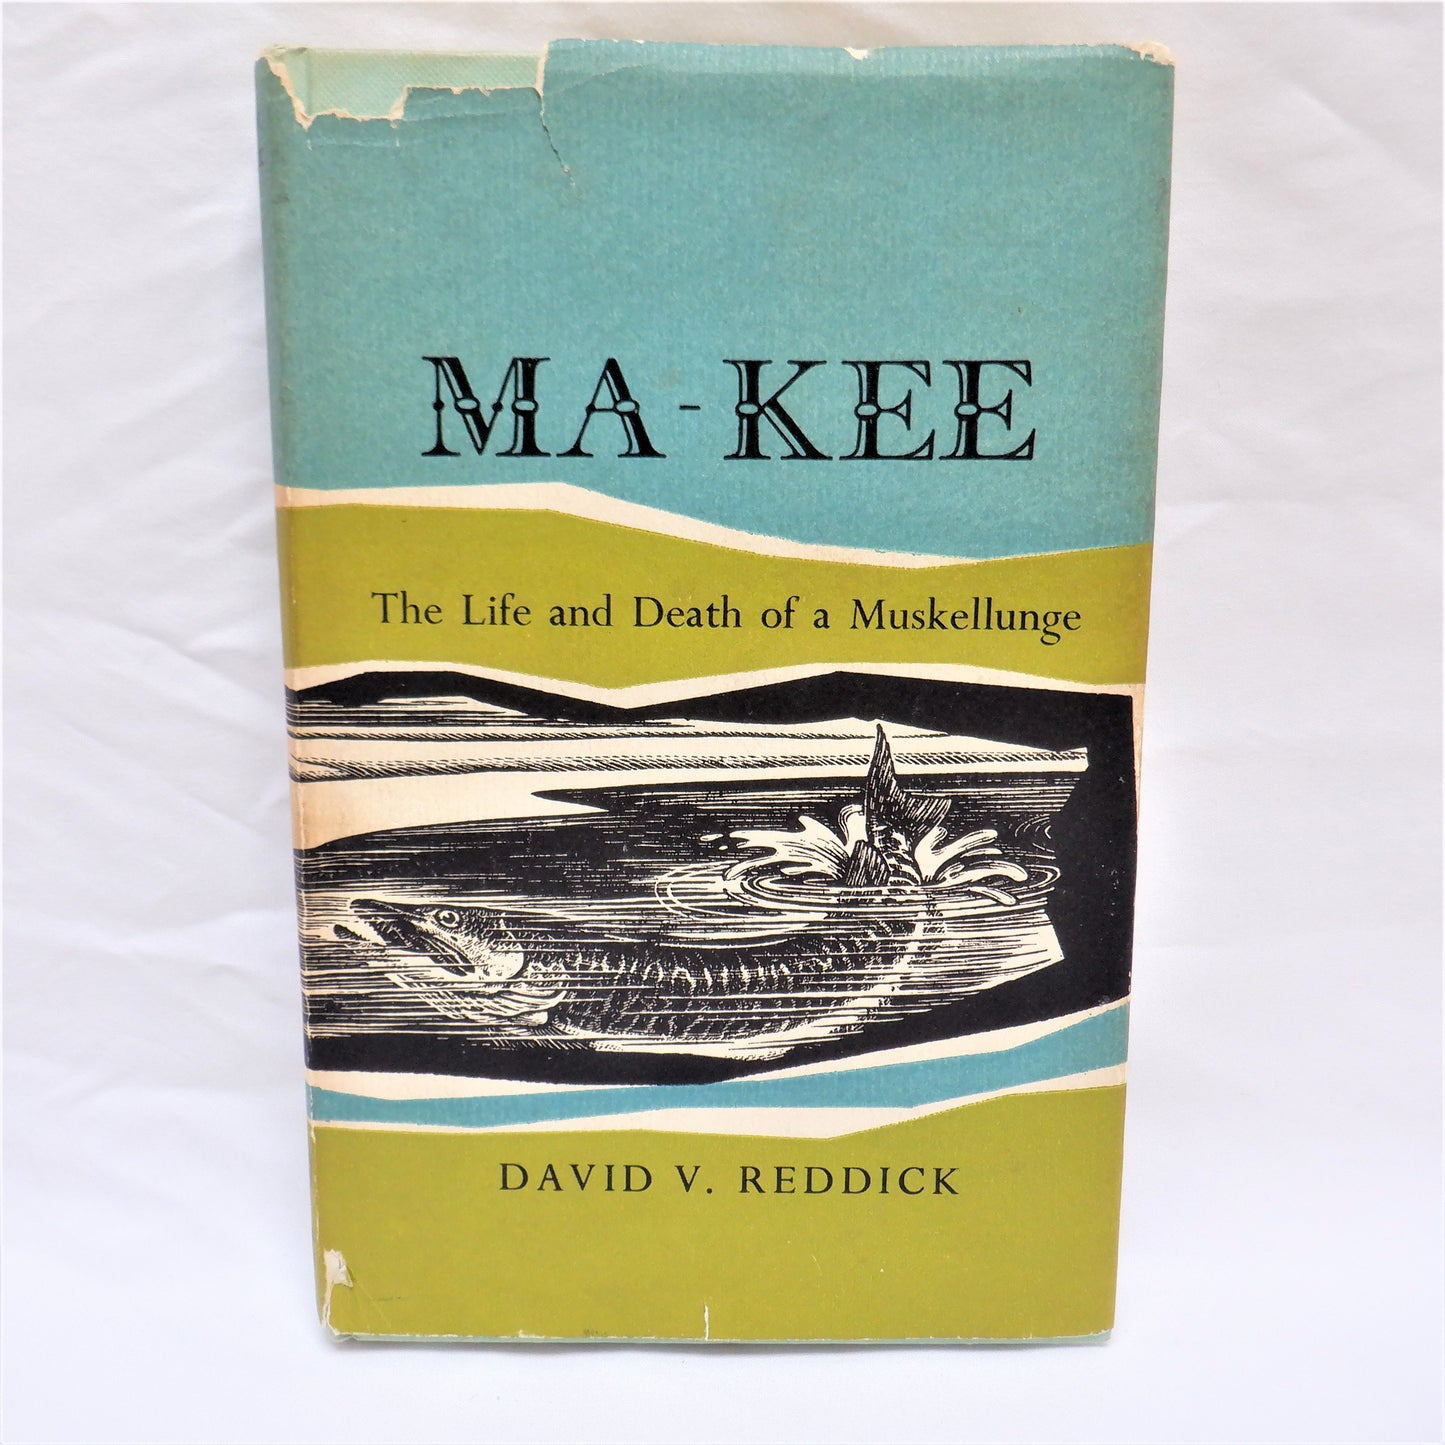 MA-KEE
The Life and Death of a Muskellunge
DAVID V. REDDICK